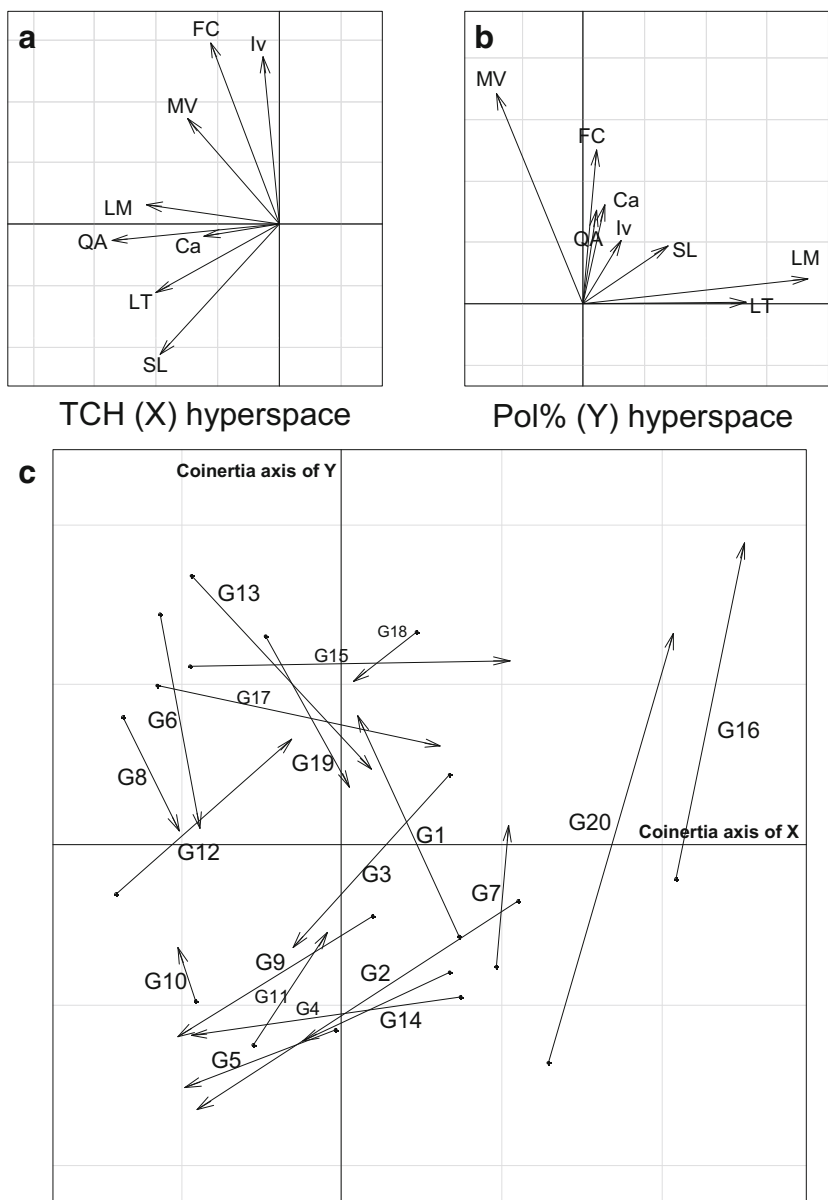 a
FC
Iv
MV
LM
QA
Ca
LT
SL
TCH (X) hyperspace
b
MV
FC
Ca
QA
Iv
SL
LM
LT
Pol% (Y) hyperspace
c
Coinertia axis of Y
G13
G18
G15
G17
G6
G16
G19
G8
G20
Coinertia axis of X
G1
G12
G3
G7
G9
G2
G10
G11
G4
G14
G5